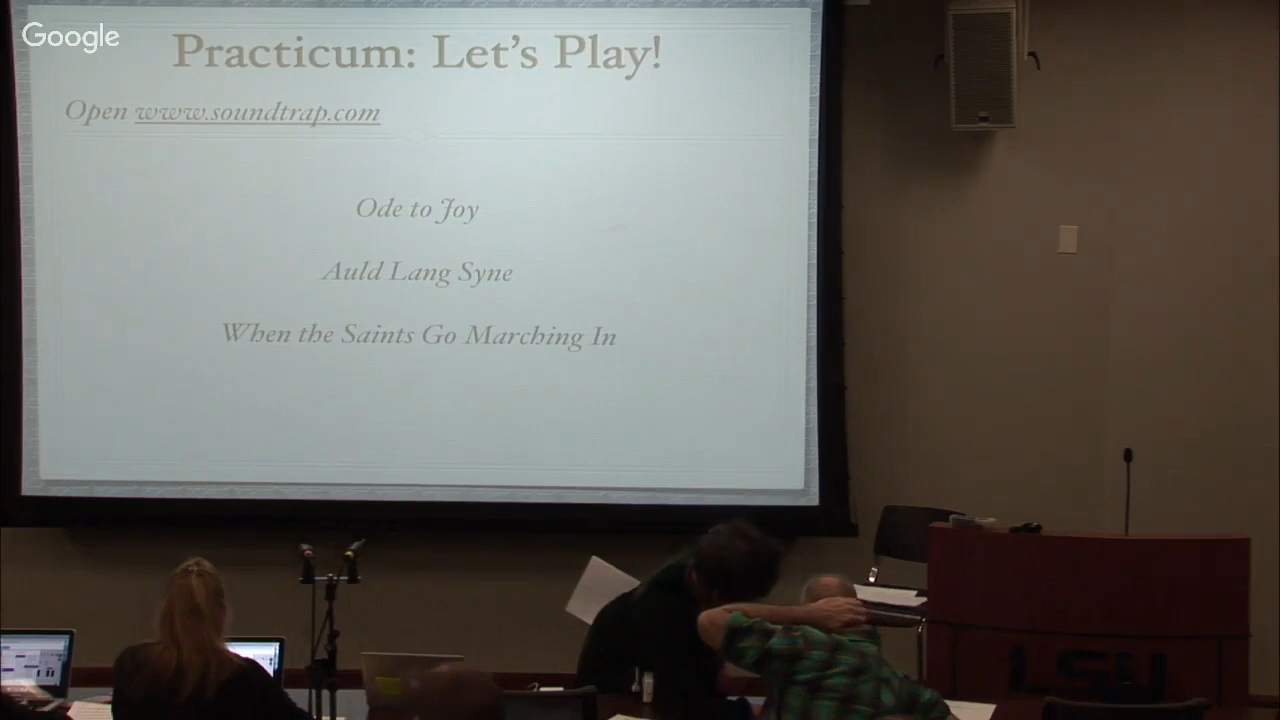 Google
Practicum: Let's Play!
Open www.soundtrap.com
Ode to Joy
Auld Lang Syne
When the Saints Go Marching In
LSU